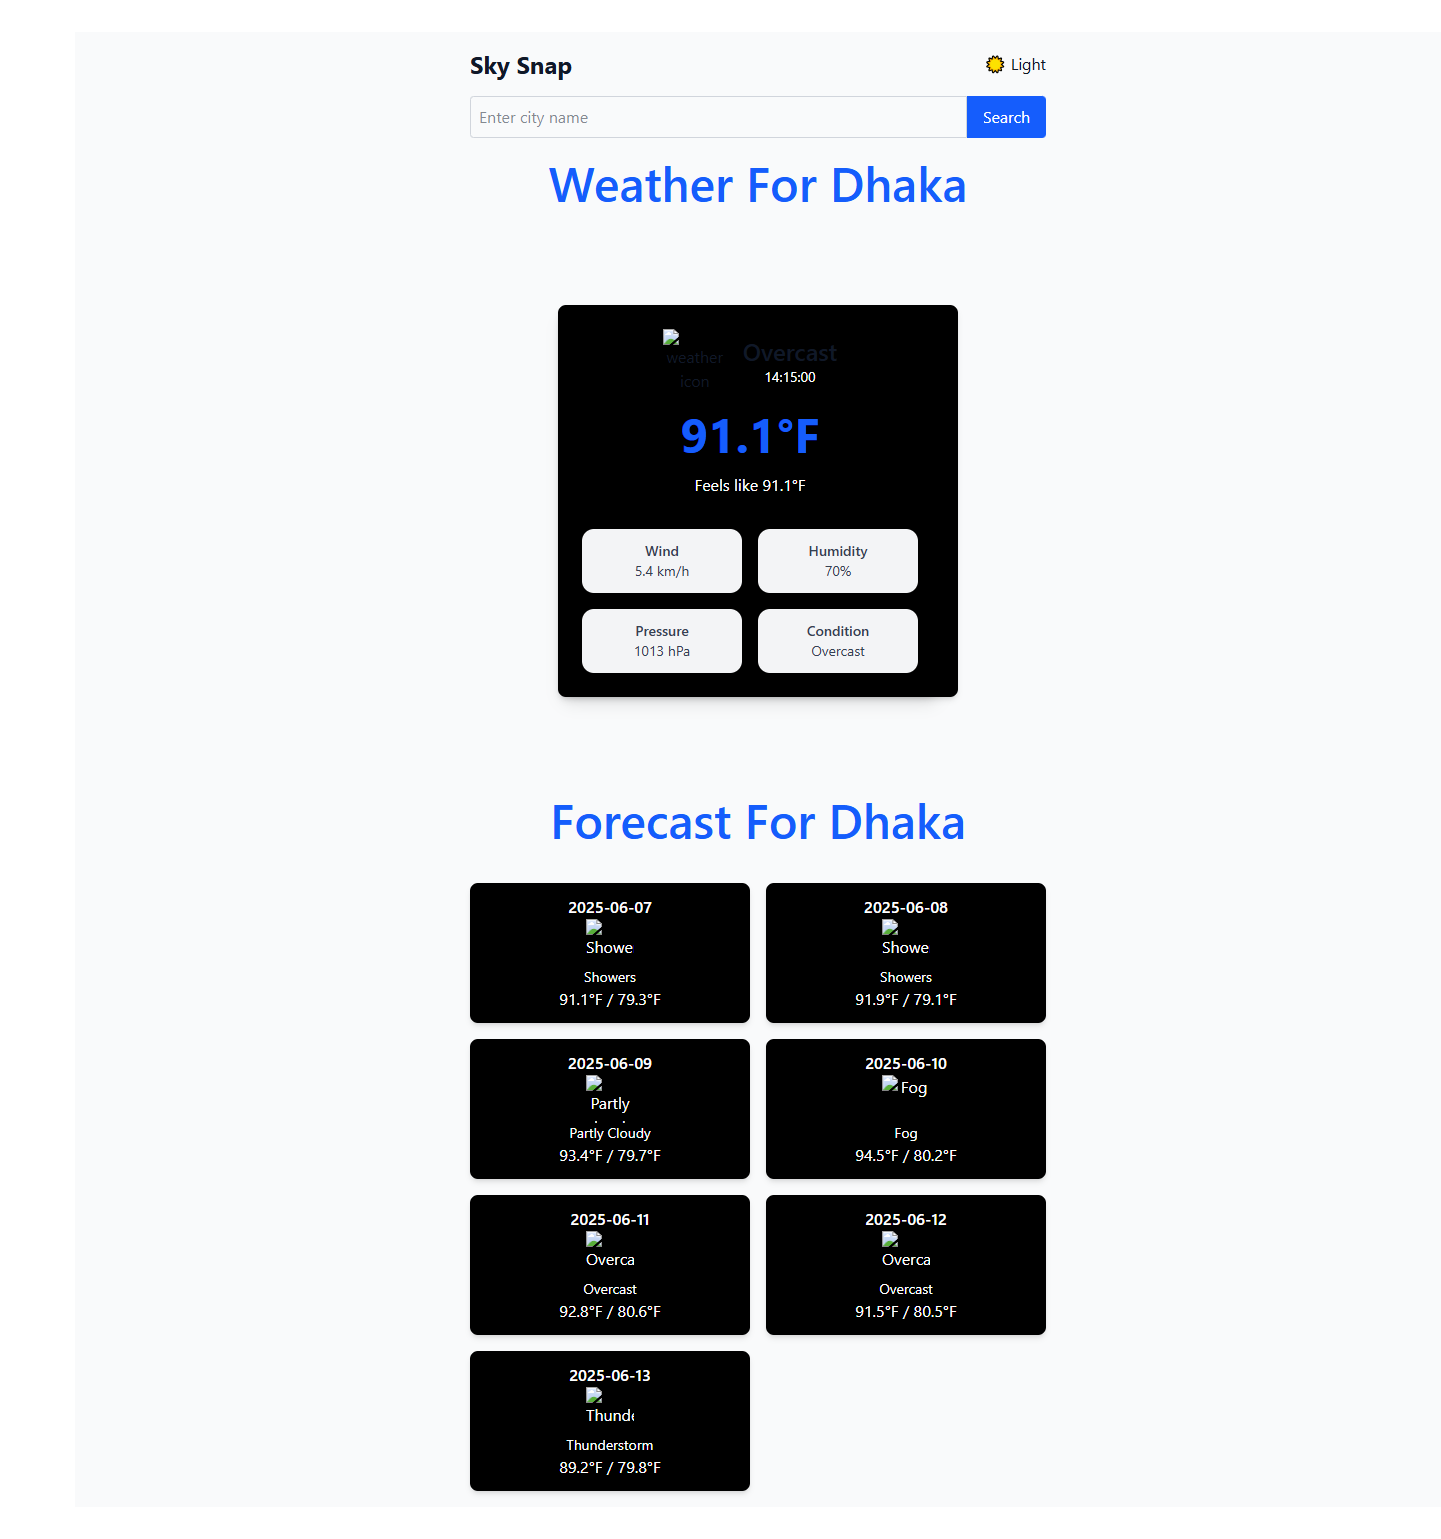 Sky Snap
Light
Enter city name
Search
Weather For Dhaka
weather
icon
Overcast
14:15:00
91.1°F
Feels like 91.1°F
Wind
5.4 km/h
Humidity
70%
Pressure
1013 hPa
Condition
Overcast
Forecast For Dhaka
2025-06-07
Showe
Showers
91.1°F / 79.3°F
2025-06-08
Showe
Showers
91.9°F / 79.1°F
2025-06-09
Partly
Partly Cloudy
93.4°F / 79.7°F
2025-06-10
Fog
Fog
94.5°F / 80.2°F
2025-06-11
Overca
Overcast
92.8°F / 80.6°F
2025-06-12
Overca
Overcast
91.5°F / 80.5°F
2025-06-13
Thunde
Thunderstorm
89.2°F / 79.8°F